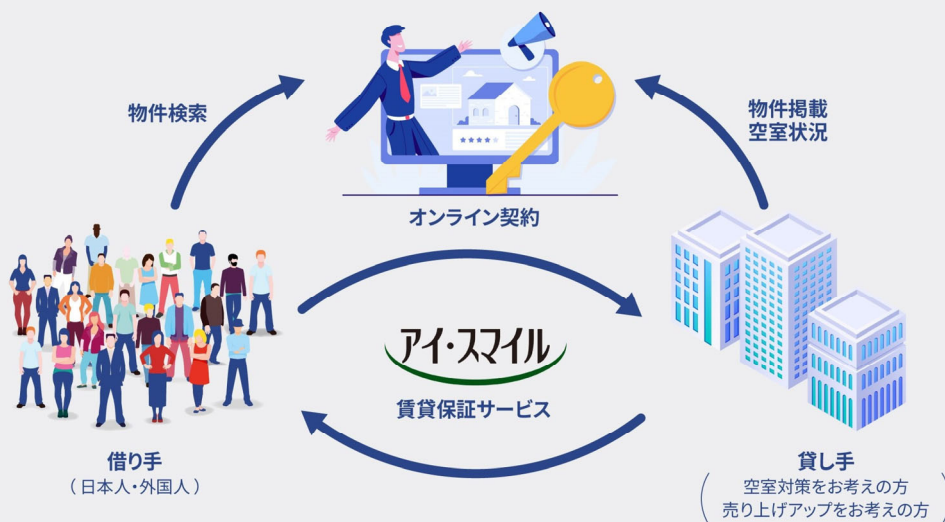 物件検索
物件掲載
空室状況
オンライン契約
アイ・スマイル
賃貸保証サービス
借り手
(日本人・外国人)
貸し手
空室対策をお考えの方
売り上げアップをお考えの方